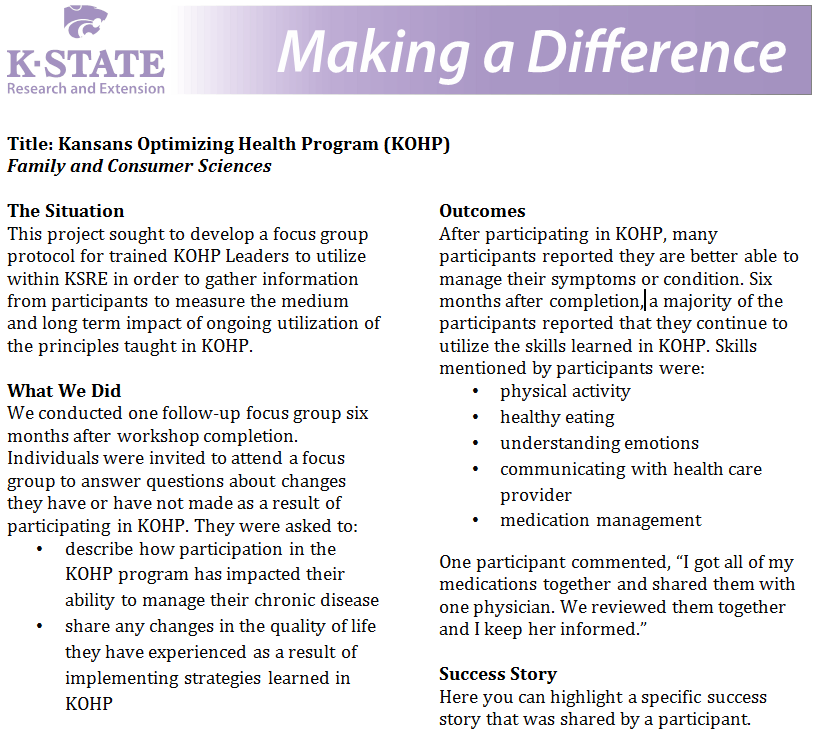 K-STATE
Research and Extension
Making a Difference
Title: Kansans Optimizing Health Program (KOHP)
Family and Consumer Sciences
The Situation
This project sought to develop a focus group
protocol for trained KOHP Leaders to utilize
within KSRE in order to gather information
from participants to measure the medium
and long term impact of ongoing utilization of
the principles taught in KOHP.
What We Did
We conducted one follow-up focus group six
months after workshop completion.
Individuals were invited to attend a focus
group to answer questions about changes
they have or have not made as a result of
participating in KOHP. They were asked to:
• describe how participation in the
KOHP program has impacted their
ability to manage their chronic disease
• share any changes in the quality of life
they have experienced as a result of
implementing strategies learned in
KOHP
Outcomes
After participating in KOHP, many
participants reported they are better able to
manage their symptoms or condition. Six
months after completion, a majority of the
participants reported that they continue to
utilize the skills learned in KOHP. Skills
mentioned by participants were:
• physical activity
• healthy eating
• understanding emotions
• communicating with health care
provider
• medication management
One participant commented, “I got all of my
medications together and shared them with
one physician. We reviewed them together
and I keep her informed.”
Success Story
Here you can highlight a specific success
story that was shared by a participant.